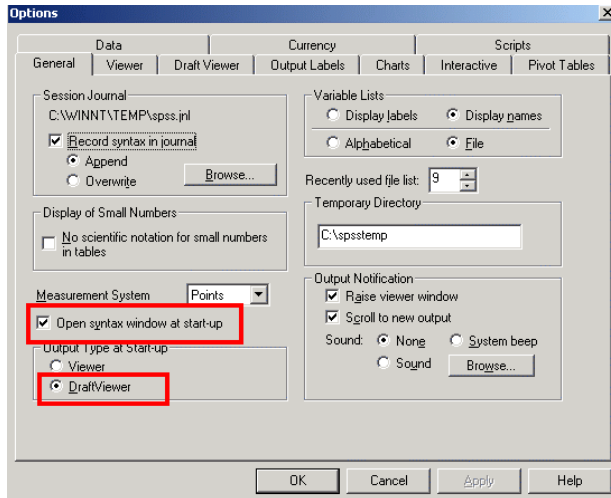 Options
Data Currency Scripts
General Viewer Draft Viewer Output Labels Charts Interactive Pivot Tables
Session Journal
C:\WINNT\TEMP\spss.jnl
Record syntax in journal
Append
Overwrite
Browse...
Display of Small Numbers
No scientific notation for small numbers
in tables
Measurement System Points
Open syntax window at start-up
Output Type at Start-up
Viewer
DraftViewer
Variable Lists
Display labels Display names
Alphabetical File
Recently used file list: 9
Temporary Directory
C:\spsstemp
Output Notification
Raise viewer window
Scroll to new output
Sound: None System beep
Sound Browse...
OK Cancel Apply Help